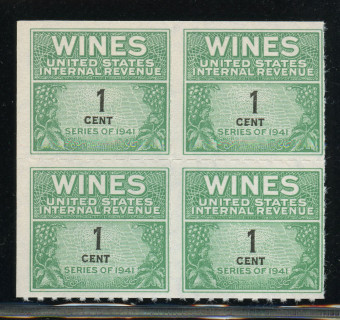 WINES
UNITED STATES
INTERNAL REVENUE
1
CENT
SERIES OF 1941
WINES
UNITED STATES
INTERNAL REVENUE
1
CENT
SERIES OF 1941
WINES
UNITED STATES
INTERNAL REVENUE
1
CENT
SERIES OF 1941
WINES
UNITED STATES
INTERNAL REVENUE
1
CENT
SERIES OF 1941